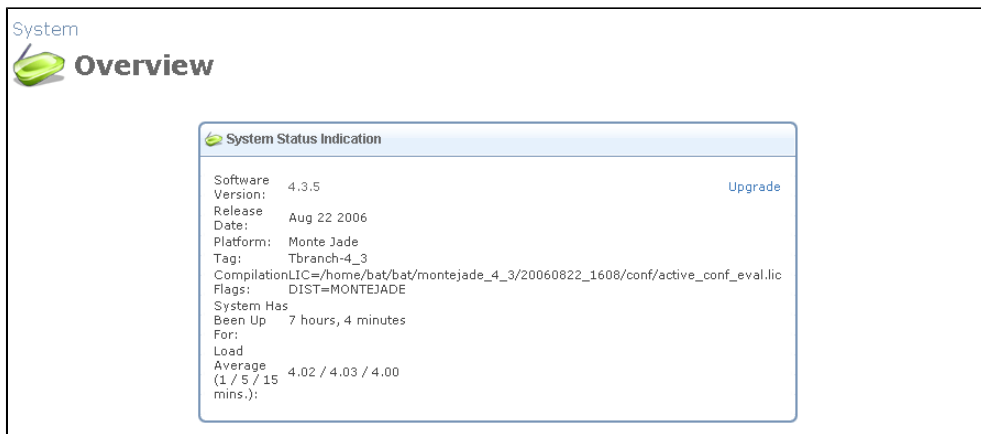 System
Overview
System Status Indication
Software
Version:
4.3.5
Upgrade
Release
Date:
Aug 22 2006
Platform: Monte Jade
Tag: Tbranch-4_3
CompilationLIC=/home/bat/bat/montejade_4_3/20060822_1608/conf/active_conf_eval.lic
Flags: DIST=MONTEJADE
System Has
Been Up 7 hours, 4 minutes
For:
Load
Average
(1 / 5 / 15
mins.):
4.02 / 4.03 / 4.00